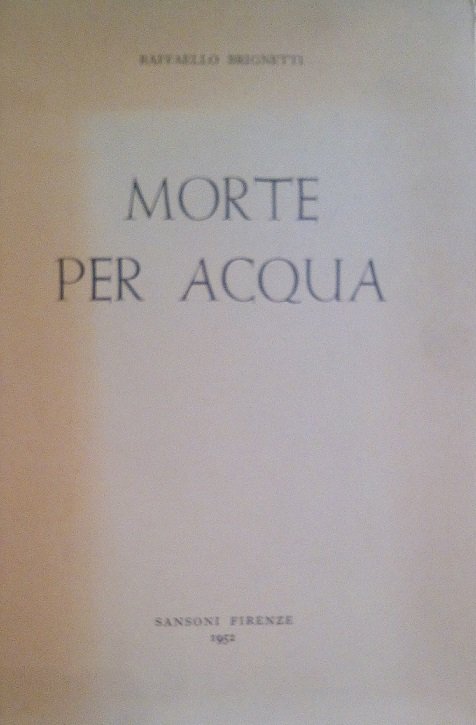 RAFFAELLO BRIGNETTI
MORTE
PER ACQUA
SANSONI FIRENZE
1952